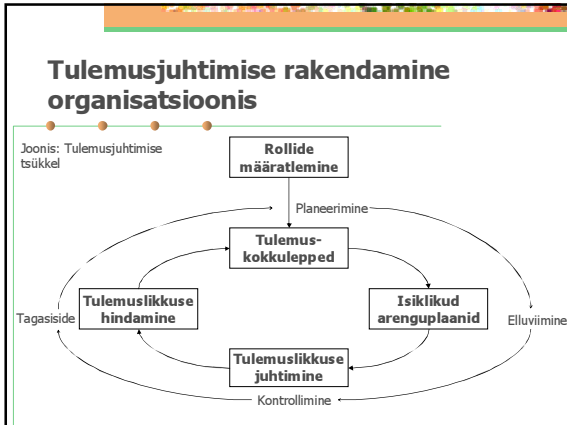 Tulemusjuhtimise rakendamine
organisatsioonis
Joonis: Tulemusjuhtimise
tsükkel
Rollide
määratlemine
Planeerimine
Tulemus-
kokkulepped
Tulemuslikkuse
hindamine
Isiklikud
arenguplaanid
Tagasiside
Elluviimine
Tulemuslikkuse
juhtimine
Kontrollimine